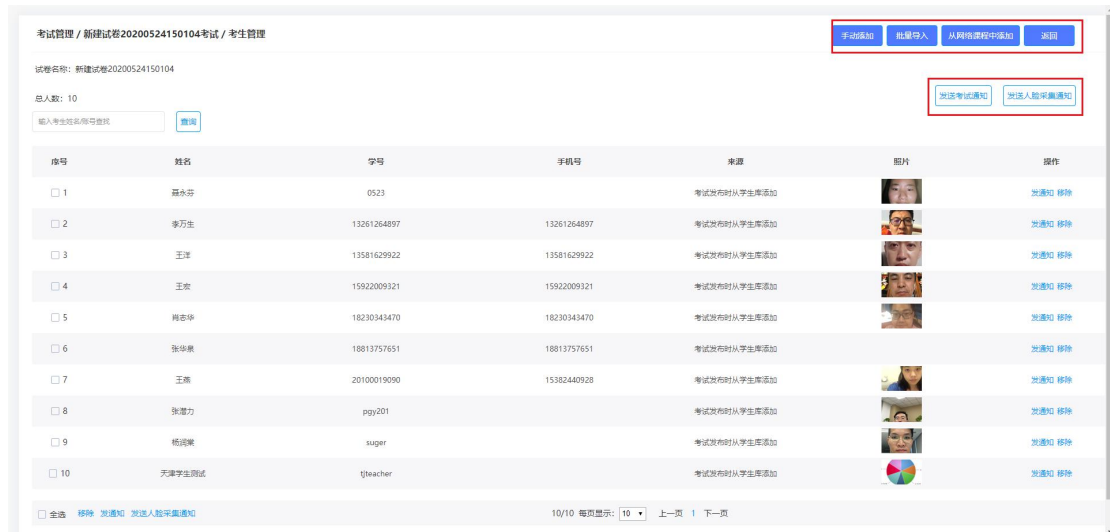 考试管理 / 新建试卷20200524150104考试 / 考生管理 手动添加 批量导入 从网络课程中添加 返回
试卷名称：新建试卷20200524150104
总人数：10 发送考试通知 发送人脸采集通知
输入考生姓名/账号查找 查询
序号 姓名 学号 手机号 来源 照片 操作
1 聂永芬 0523 考试发布时从学生库添加 发通知 移除
2 李万生 13261264897 13261264897 考试发布时从学生库添加 发通知 移除
3 王洋 13581629922 13581629922 考试发布时从学生库添加 发通知 移除
4 王宏 15922009321 15922009321 考试发布时从学生库添加 发通知 移除
5 肖志华 18230343470 18230343470 考试发布时从学生库添加 发通知 移除
6 张华泉 18813757651 18813757651 考试发布时从学生库添加 发通知 移除
7 王燕 20100019090 15382440928 考试发布时从学生库添加 发通知 移除
8 张潜力 pgy201 考试发布时从学生库添加 发通知 移除
9 suger 考试发布时从学生库添加 发通知 移除
10 天津学生测试 tjteacher 考试发布时从学生库添加 发通知 移除
全选 移除 发通知 发送人脸采集通知 10/10 每页显示： 10 上一页 1 下一页